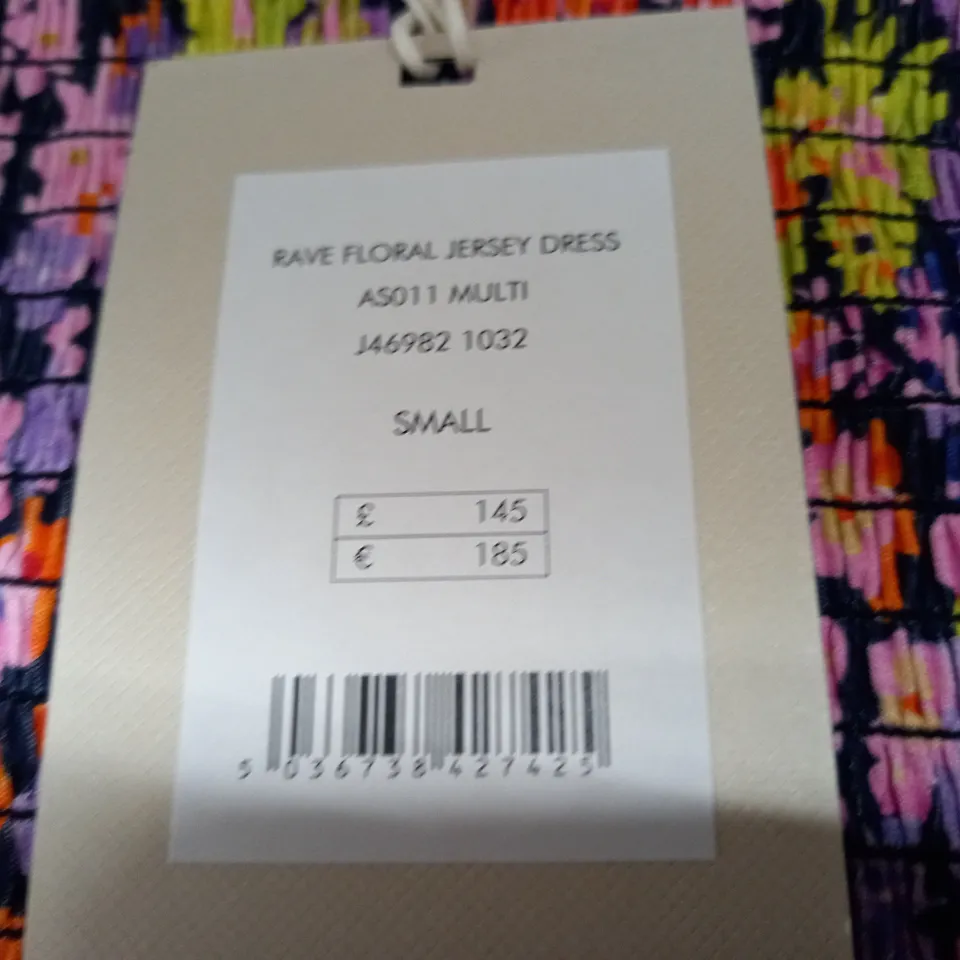 RAVE FLORAL JERSEY DRESS
AS011 MULTI
J46982 1032
SMALL
£ 145
€ 185
5 036738 427425